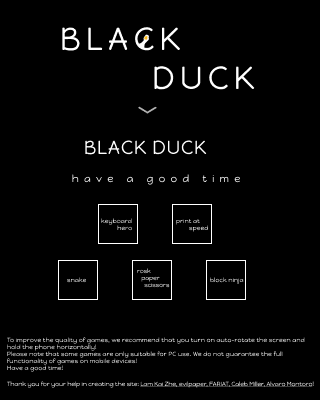 BLACK
DUCK
BLACK DUCK
have a good time
keyboard
hero
print at
speed
snake
rosk
paper
scissors
block ninja
To improve the quality of games, we recommend that you turn on auto-rotate the screen and
hold the phone horizontally!
Please note that some games are only suitable for PC use. We do not guarantee the full
functionality of games on mobile devices!
Have a good time!
Thank you for your help in creating the site: Lam Kai Zhe, evilpaper, FARIAT, Caleb Miller, Alvaro Montoro!